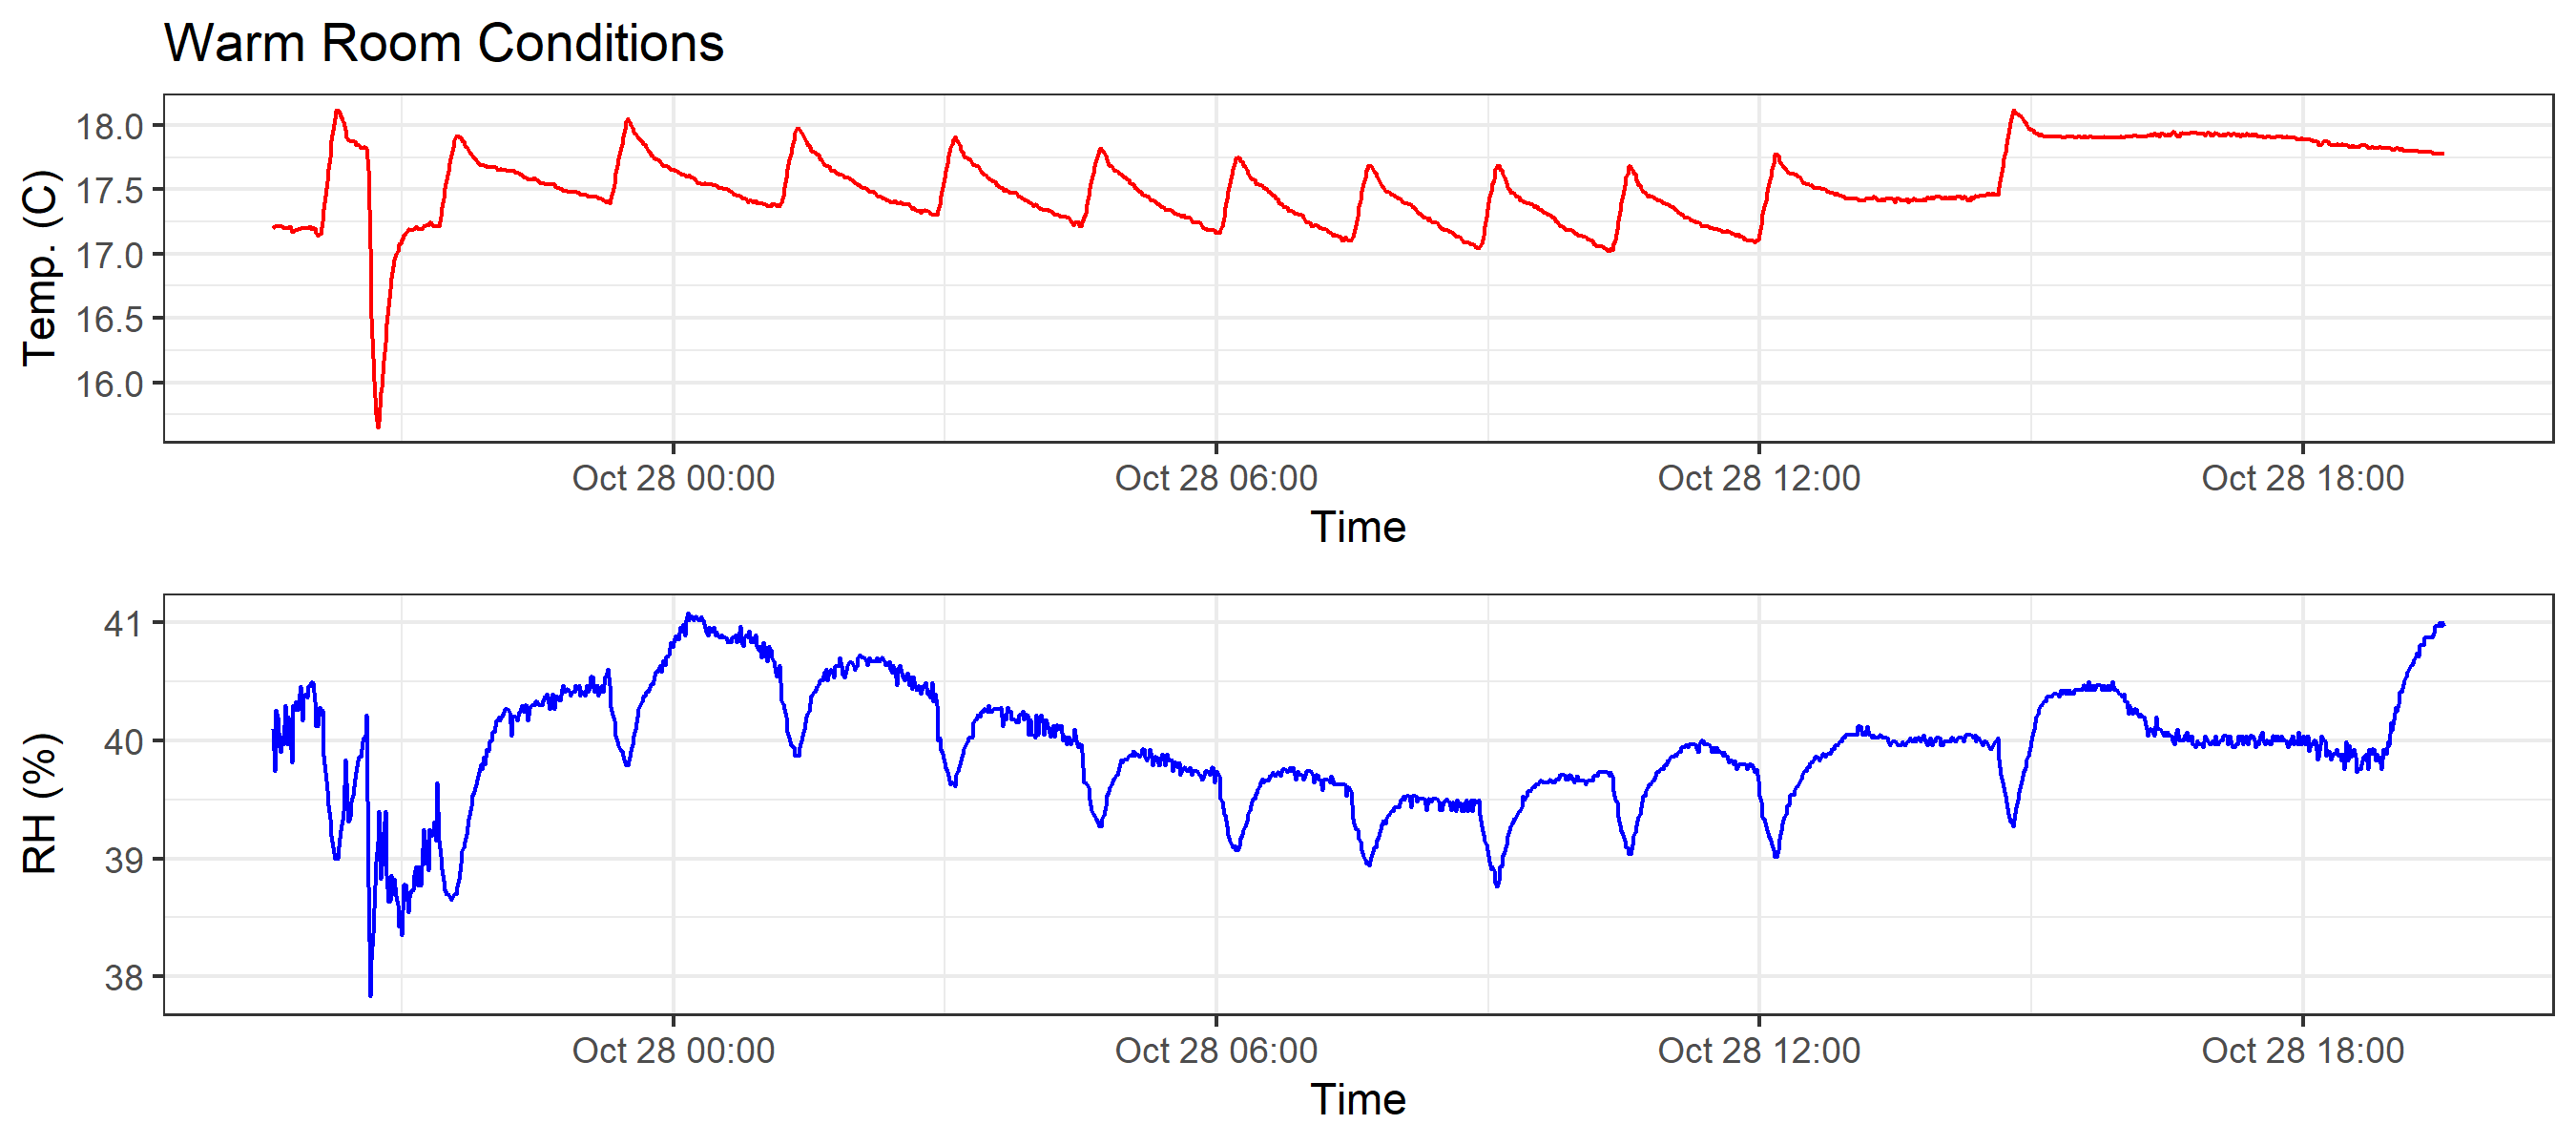 Warm Room Conditions
Temp. (C)
18.0
17.5
17.0
16.5
16.0
Oct 28 00:00 Oct 28 06:00 Oct 28 12:00 Oct 28 18:00
Time
RH (%)
41
40
39
38
Oct 28 00:00 Oct 28 06:00 Oct 28 12:00 Oct 28 18:00
Time